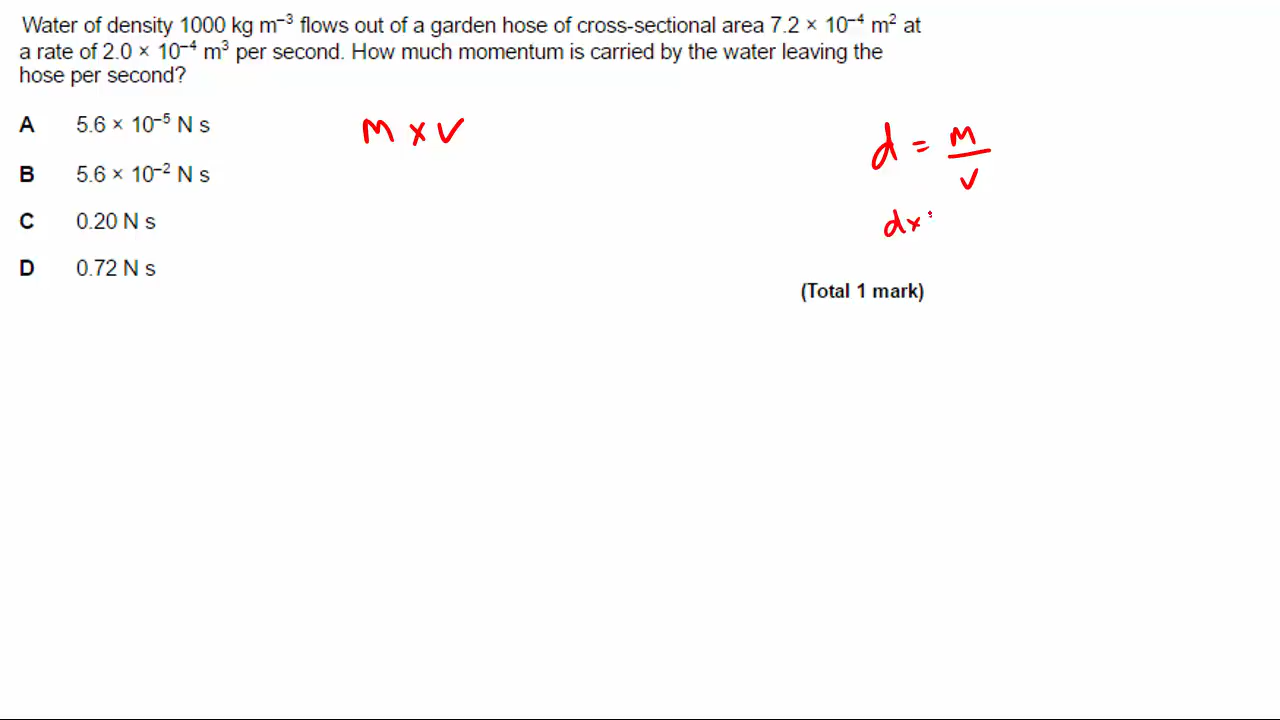 Water of density 1000 kg m⁻³ flows out of a garden hose of cross-sectional area 7.2 × 10⁻⁴ m² at
a rate of 2.0 × 10⁻⁴ m³ per second. How much momentum is carried by the water leaving the
hose per second?
A 5.6 × 10⁻⁵ N s
B 5.6 × 10⁻² N s
C 0.20 N s
D 0.72 N s
m × v
d = m/v
d×
(Total 1 mark)